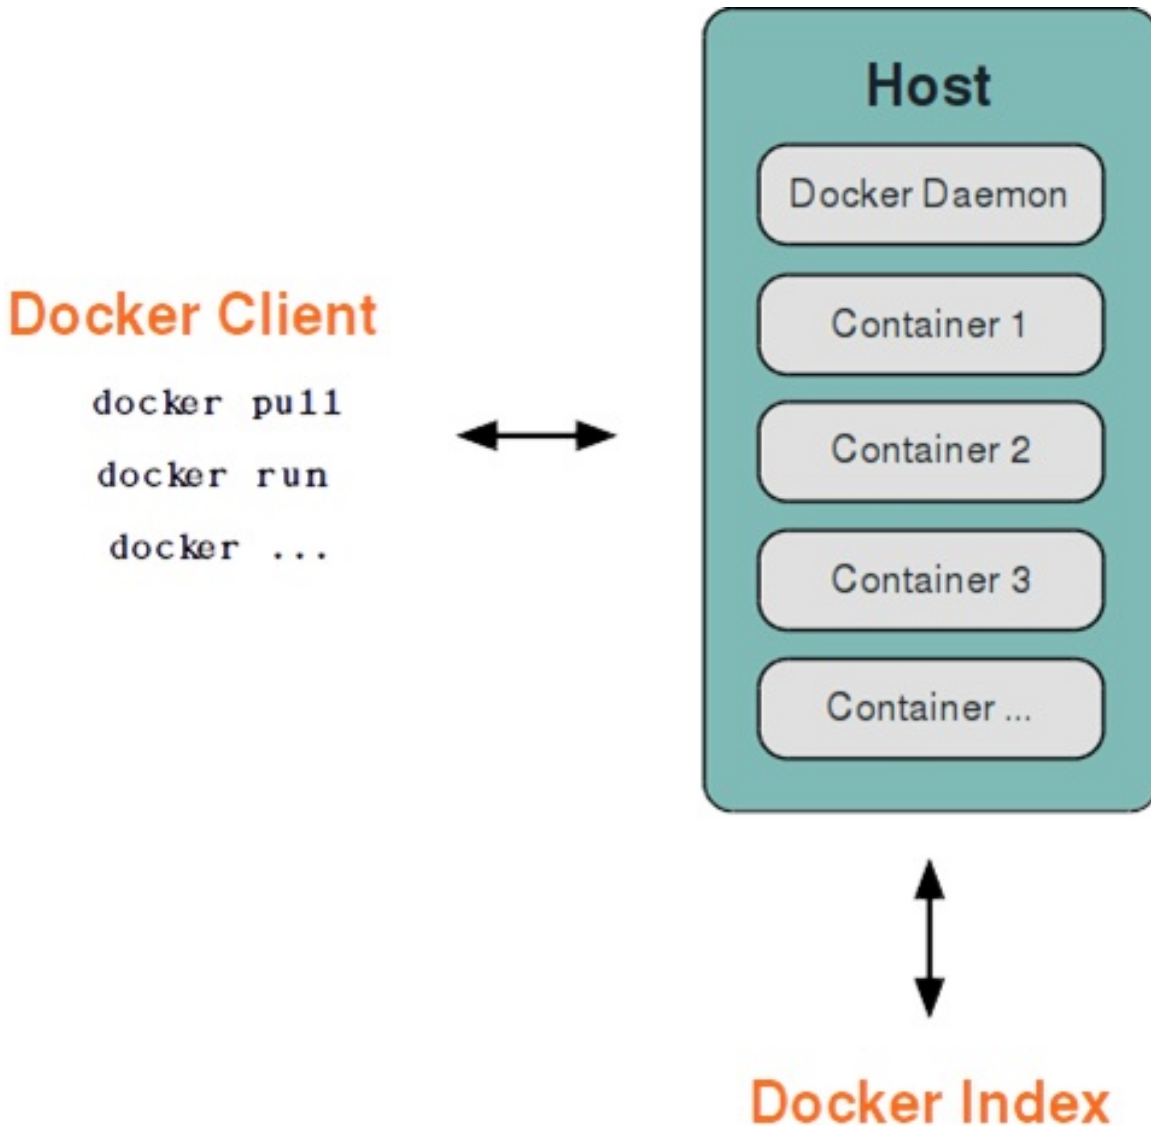 Host
Docker Daemon
Container 1
Container 2
Container 3
Container ...
Docker Client
docker pull
docker run
docker ...
Docker Index